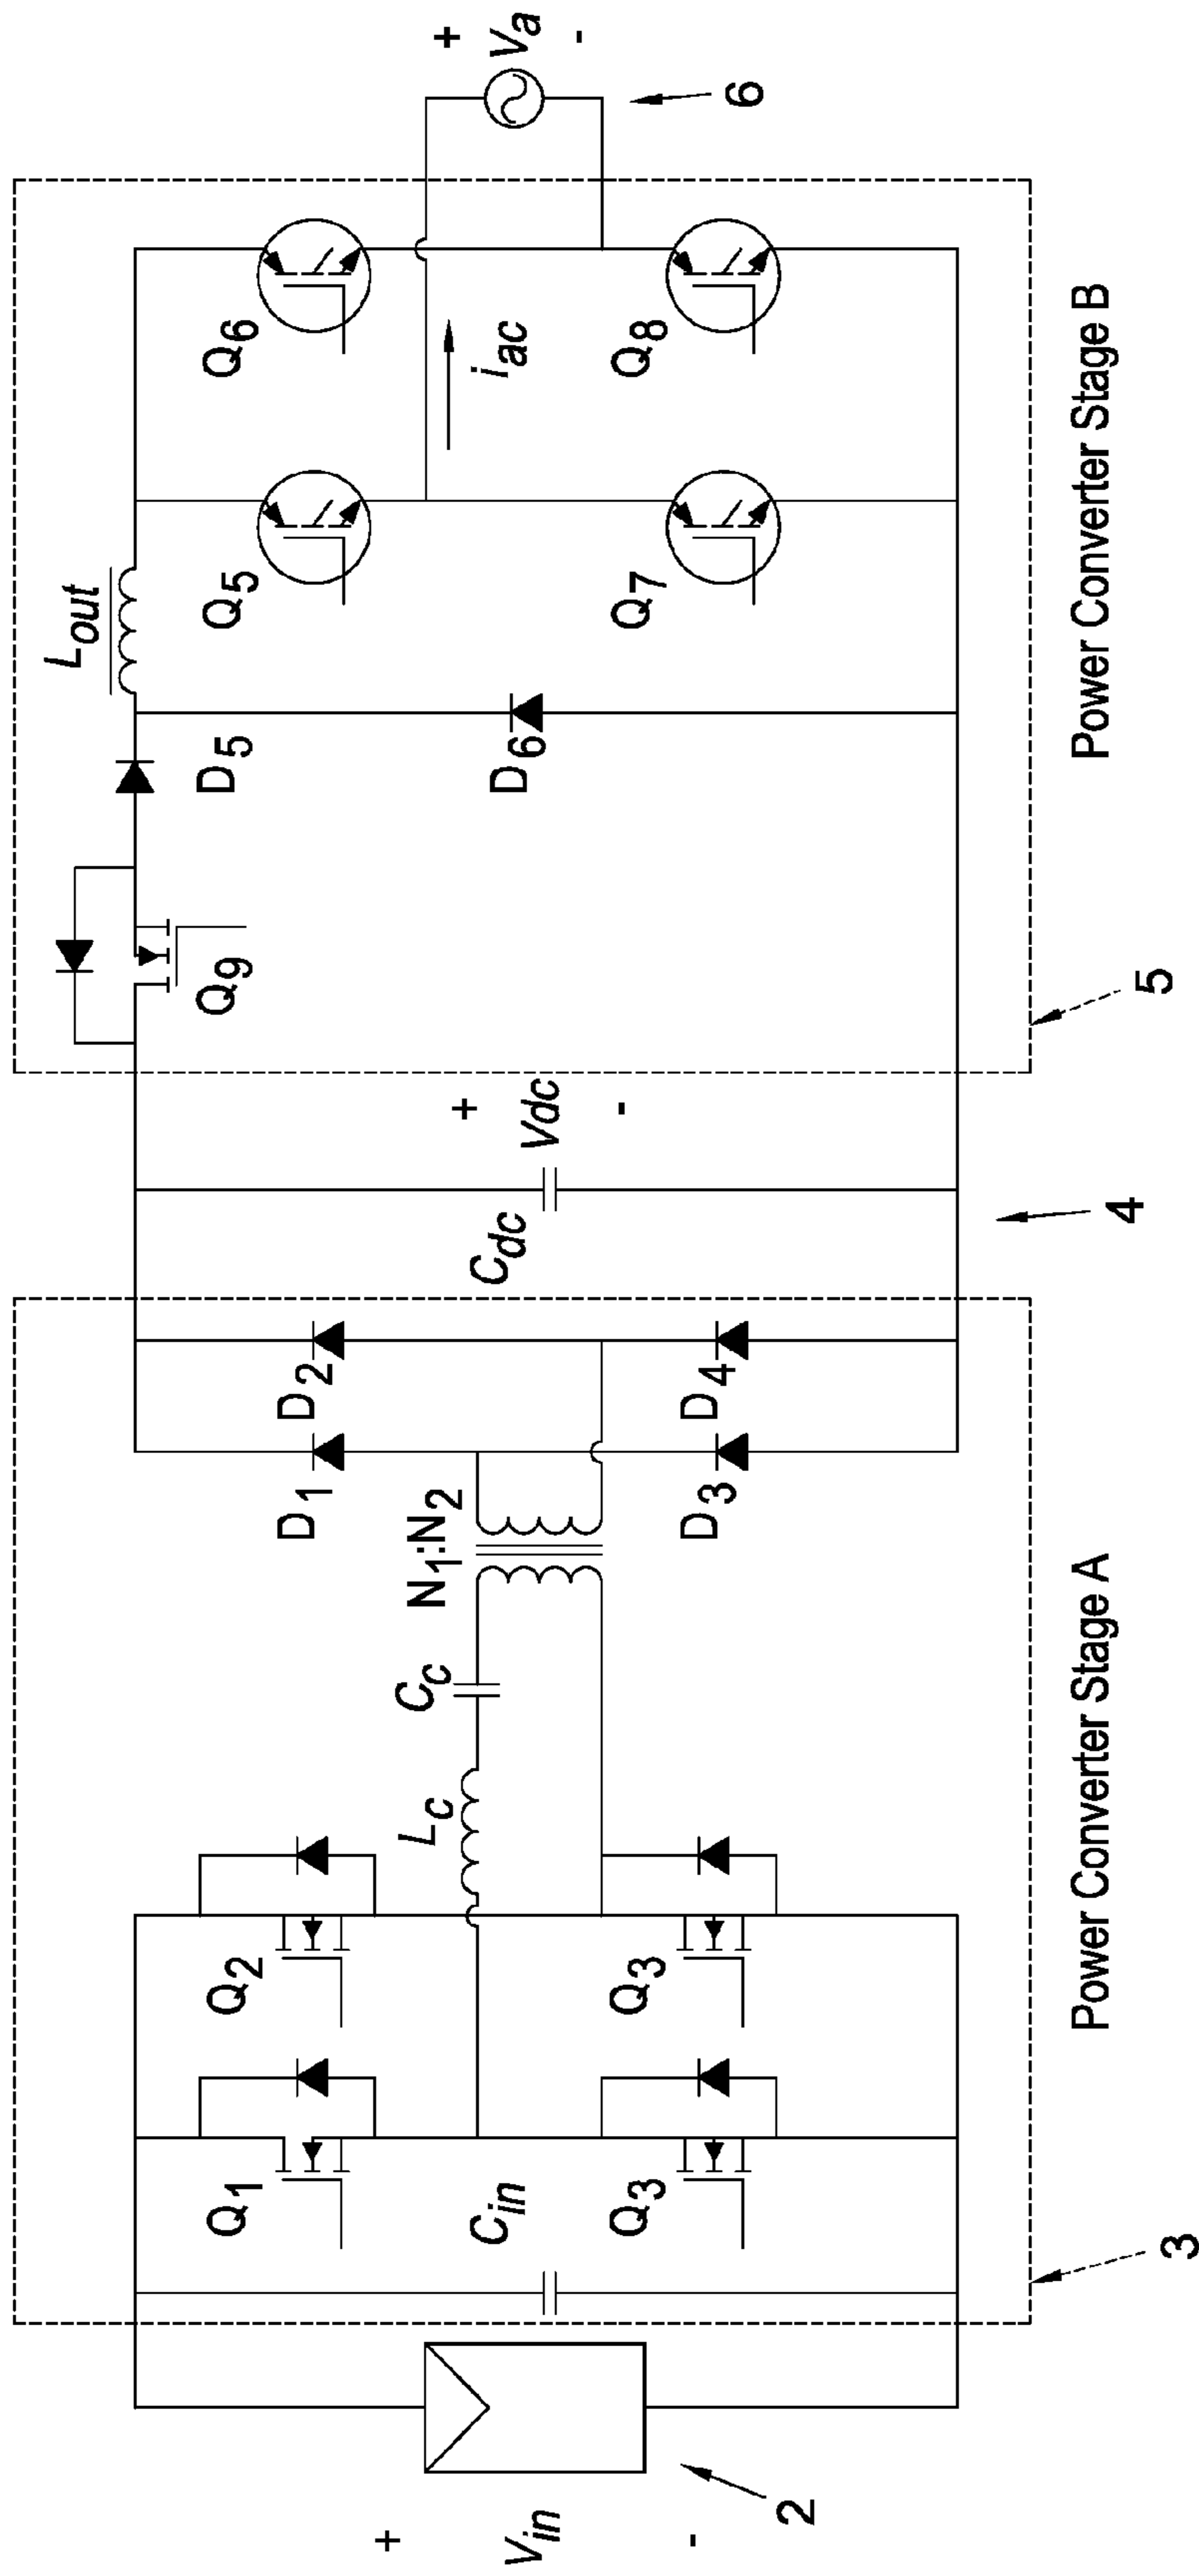 +
Vin
-
2
Cin
Q1
Q3
Q2
Q3
3
Lc
Cc
N1:N2
D1
D2
D3
D4
Power Converter Stage A
Cdc
+
Vdc
-
4
Q9
D5
D6
Lout
Q5
Q7
Q6
Q8
iac
5
Power Converter Stage B
+
Va
-
6